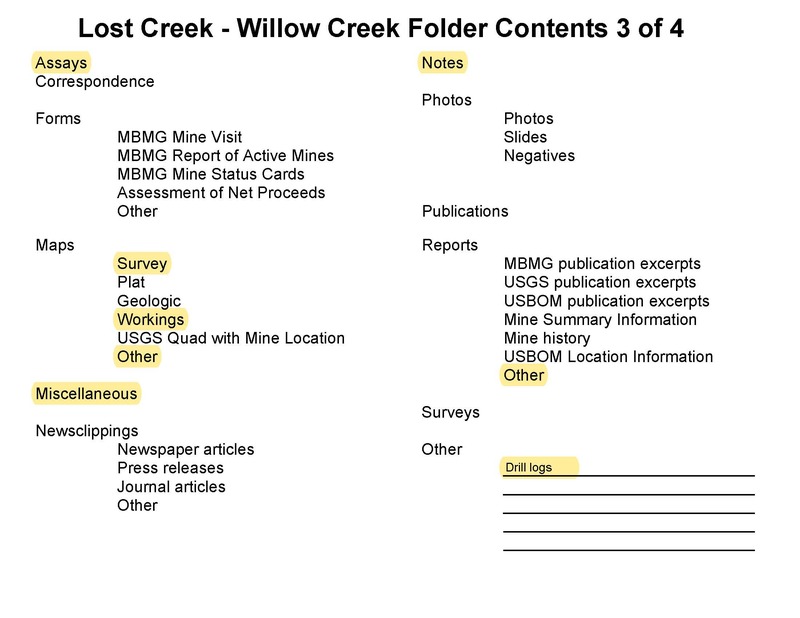 Lost Creek - Willow Creek Folder Contents 3 of 4
Assays
Correspondence
Forms
MBMG Mine Visit
MBMG Report of Active Mines
MBMG Mine Status Cards
Assessment of Net Proceeds
Other
Maps
Survey
Plat
Geologic
Workings
USGS Quad with Mine Location
Other
Miscellaneous
Newsclippings
Newspaper articles
Press releases
Journal articles
Other
Notes
Photos
Photos
Slides
Negatives
Publications
Reports
MBMG publication excerpts
USGS publication excerpts
USBOM publication excerpts
Mine Summary Information
Mine history
USBOM Location Information
Other
Surveys
Other
Drill logs